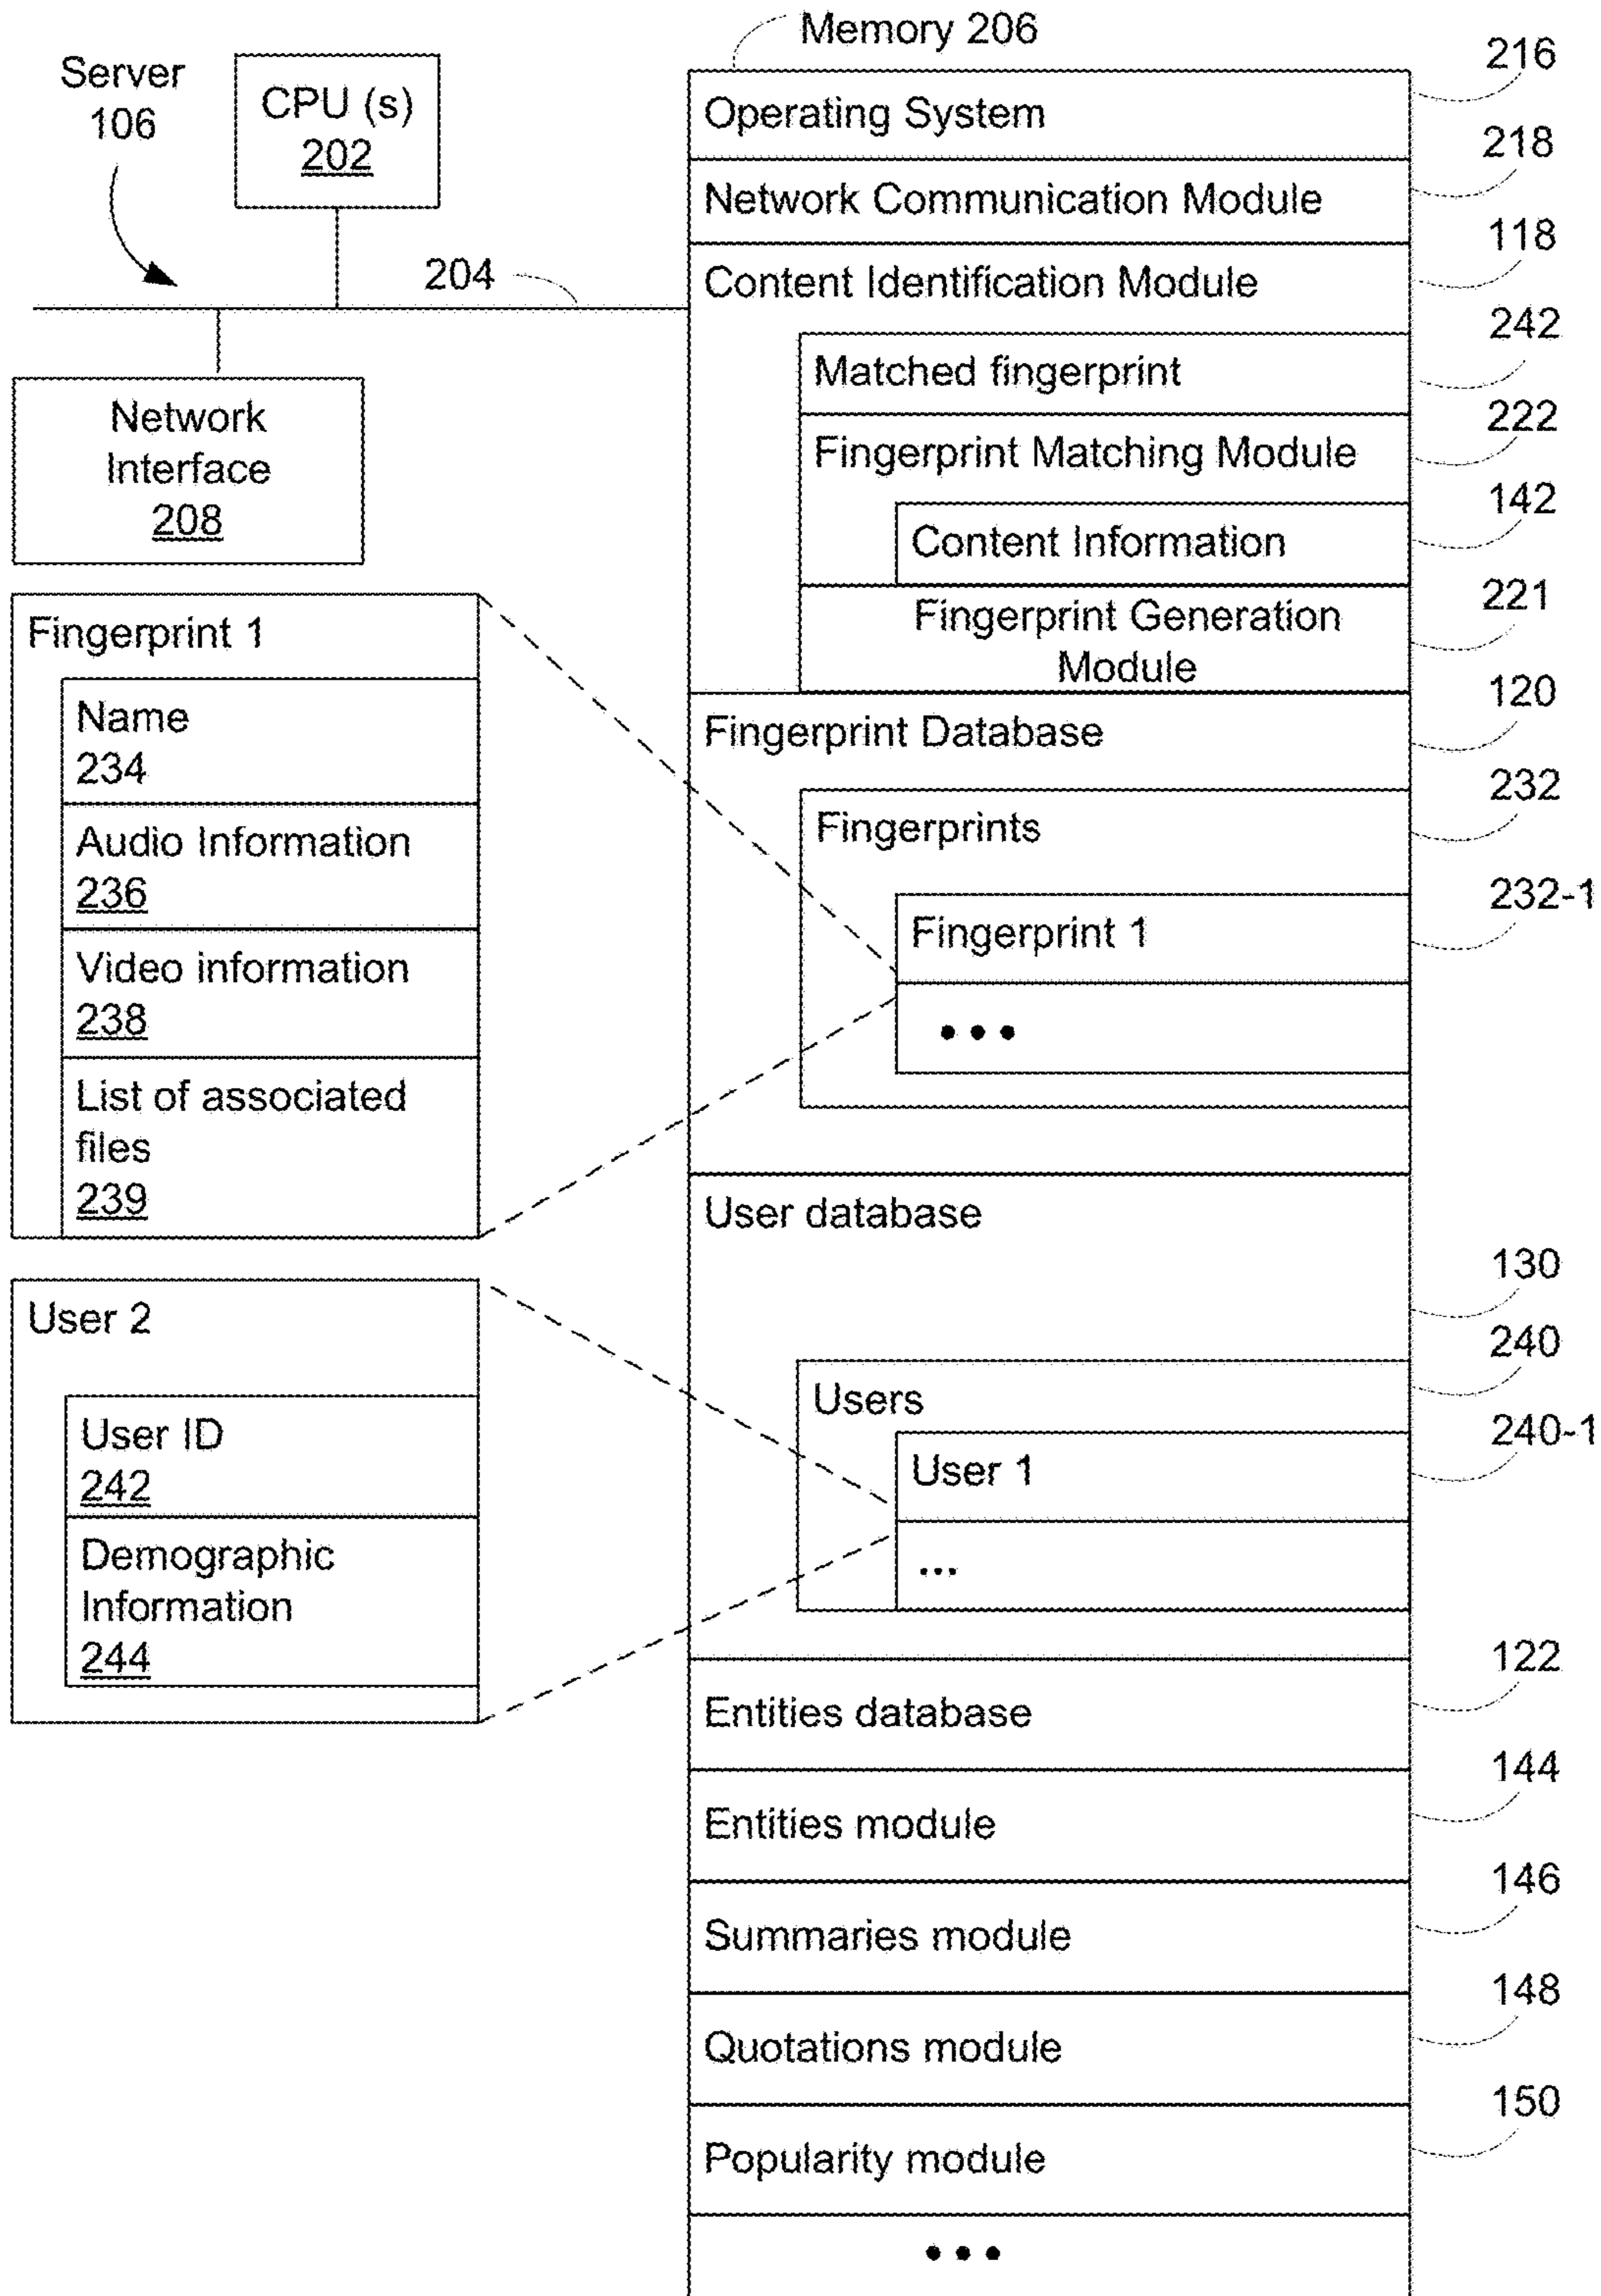 Memory 206
Server
106
CPU (s)
202
204
Network
Interface
208
Operating System
216
Network Communication Module
218
Content Identification Module
118
Matched fingerprint
242
Fingerprint Matching Module
222
Content Information
142
Fingerprint Generation
Module
221
Fingerprint Database
120
Fingerprints
232
Fingerprint 1
232-1
•••
Fingerprint 1
Name
234
Audio Information
236
Video information
238
List of associated
files
239
User database
130
Users
240
User 1
240-1
...
User 2
User ID
242
Demographic
Information
244
Entities database
122
Entities module
144
Summaries module
146
Quotations module
148
Popularity module
150
•••